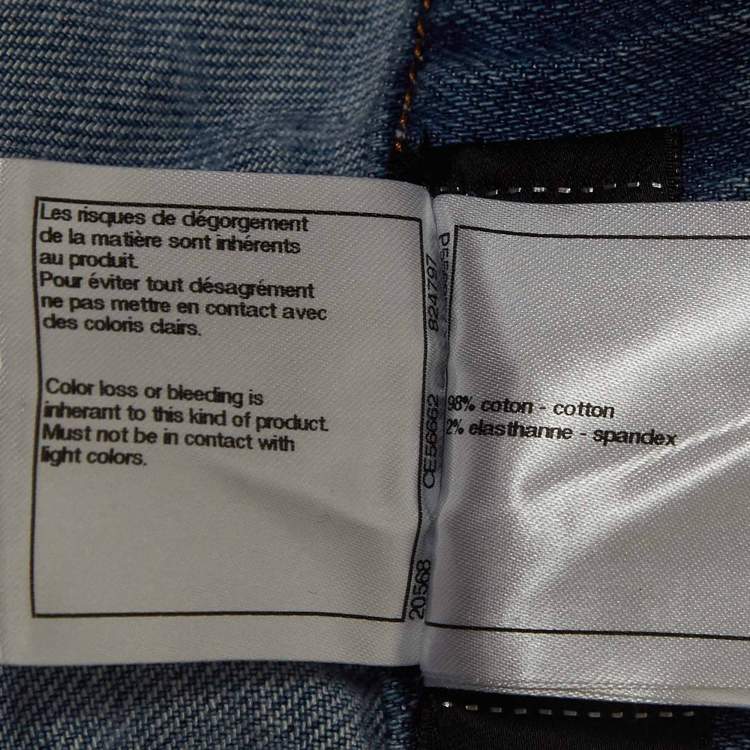 Les risques de dégorgement
de la matière sont inhérents
au produit.
Pour éviter tout désagrément
ne pas mettre en contact avec
des coloris clairs.
Color loss or bleeding is
inherant to this kind of product.
Must not be in contact with
light colors.
20568
CE56662
824797
98% coton - cotton
2% elasthanne - spandex